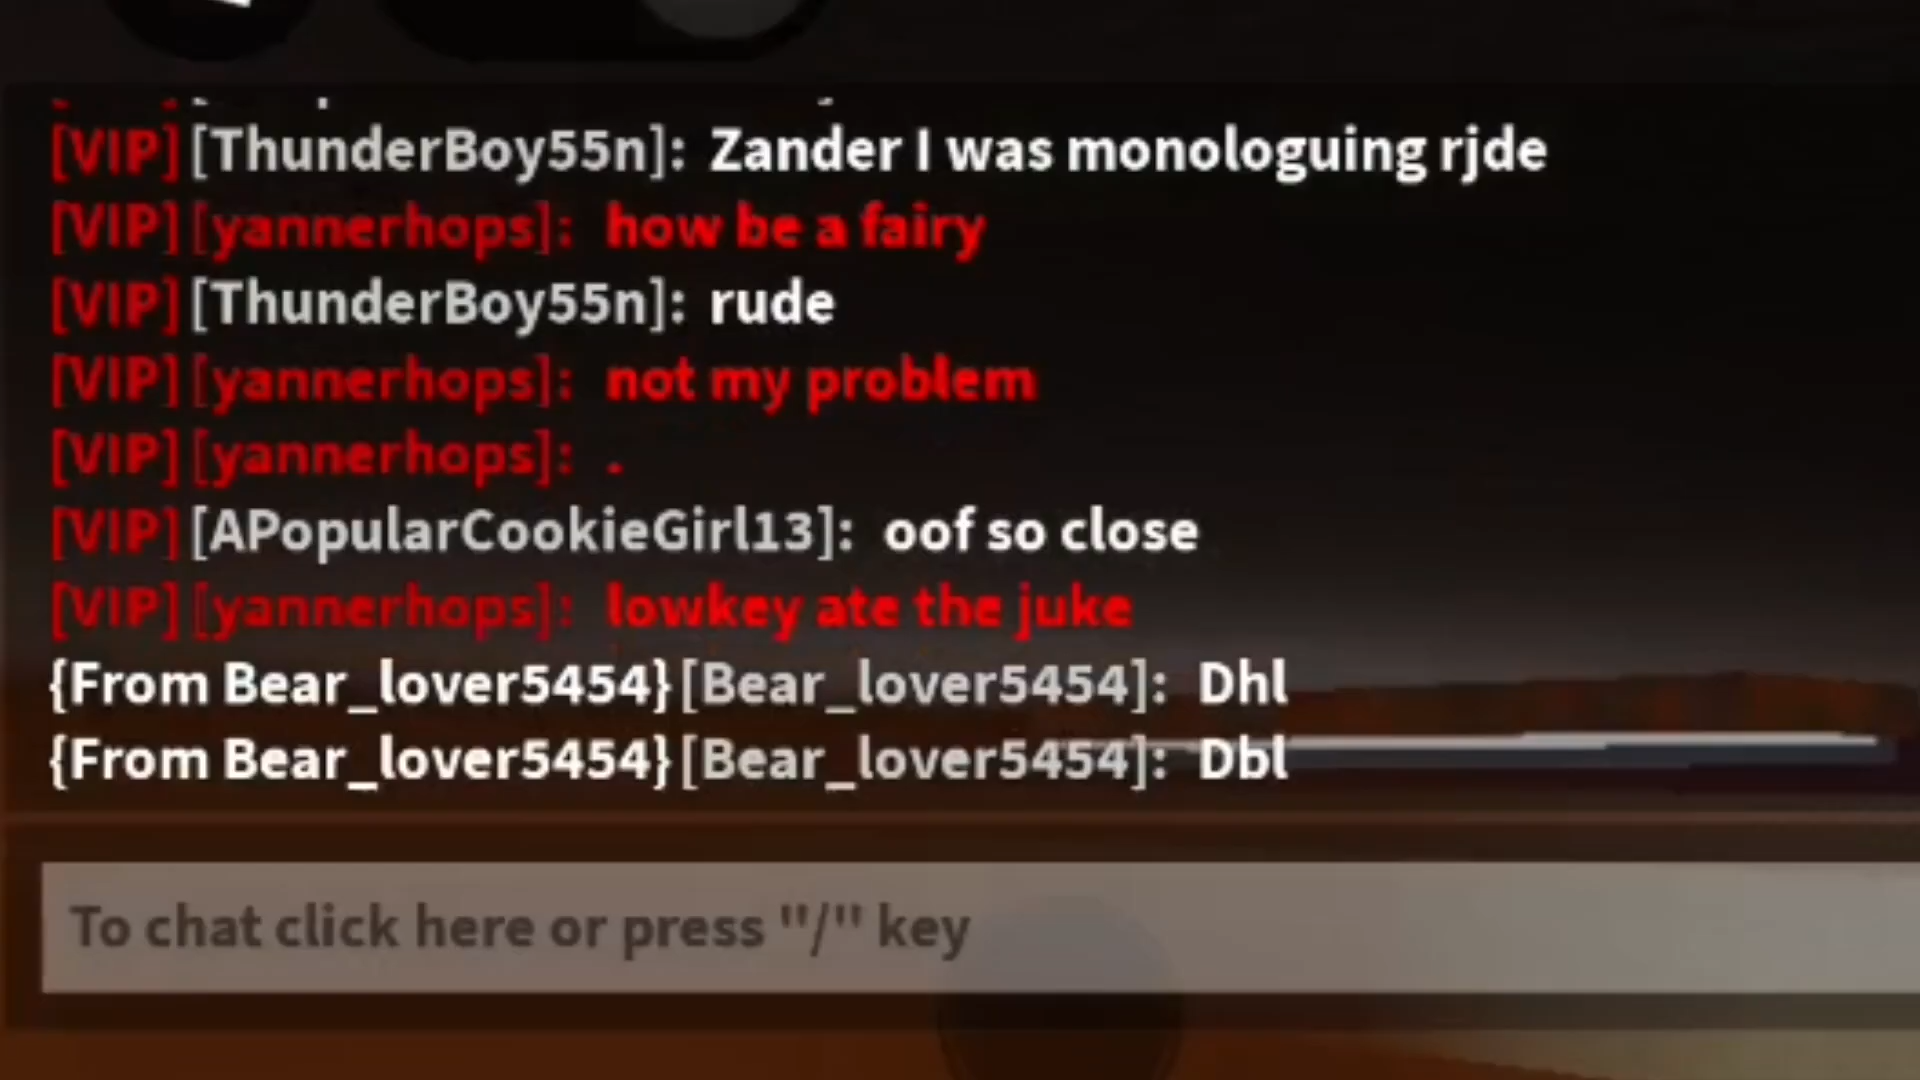 [VIP] [ThunderBoy55n]: Zander I was monologuing rjde
[VIP] [yannerhops]: how be a fairy
[VIP] [ThunderBoy55n]: rude
[VIP] [yannerhops]: not my problem
[VIP] [yannerhops]: .
[VIP] [APopularCookieGirl13]: oof so close
[VIP] [yannerhops]: lowkey ate the juke
{From Bear_lover5454} [Bear_lover5454]: Dhl
{From Bear_lover5454} [Bear_lover5454]: Dbl
To chat click here or press "/" key